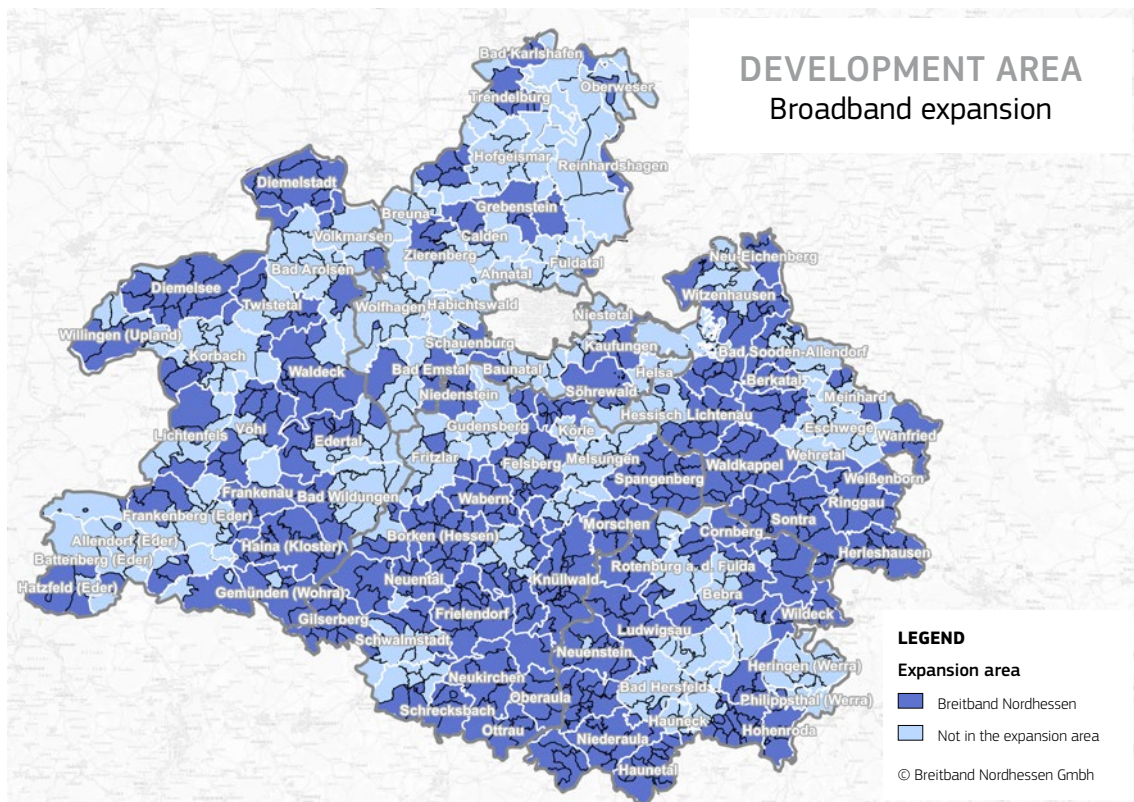 DEVELOPMENT AREA
Broadband expansion
Bad Karlshafen
Oberweser
Trendelburg
Hofgeismar
Reinhardshagen
Diemelstadt
Grebenstein
Breuna
Volkmarsen
Calden
Zierenberg
Fuldatal
Neu-Eichenberg
Bad Arolsen
Ahnatal
Diemelsee
Witzenhausen
Twistetal
Wolfhagen
Habichtswald
Niestetal
Willingen (Upland)
Schauenburg
Kaufungen
Korbach
Bad Sooden-Allendorf
Waldeck
Bad Emstal
Baunatal
Helsa
Berkatal
Niedenstein
Söhrewald
Meinhard
Hessisch Lichtenau
Lichtenfels
Vöhl
Edertal
Gudensberg
Körle
Eschwege
Wanfried
Fritzlar
Felsberg
Melsungen
Wehretal
Waldkappel
Weißenborn
Spangenberg
Frankenau
Bad Wildungen
Wabern
Ringgau
Frankenberg (Eder)
Morschen
Sontra
Allendorf (Eder)
Borken (Hessen)
Cornberg
Haina (Kloster)
Herleshausen
Battenberg (Eder)
Rotenburg a. d. Fulda
Hatzfeld (Eder)
Neuental
Knüllwald
Gemünden (Wohra)
Bebra
Gilserberg
Frielendorf
Wildeck
Ludwigsau
Schwalmstadt
Neuenstein
Heringen (Werra)
Neukirchen
Bad Hersfeld
Oberaula
Philippsthal (Werra)
Schrecksbach
Hauneck
Ottrau
Hohenroda
Niederaula
Haunetal
LEGEND
Expansion area
Breitband Nordhessen
Not in the expansion area
© Breitband Nordhessen Gmbh